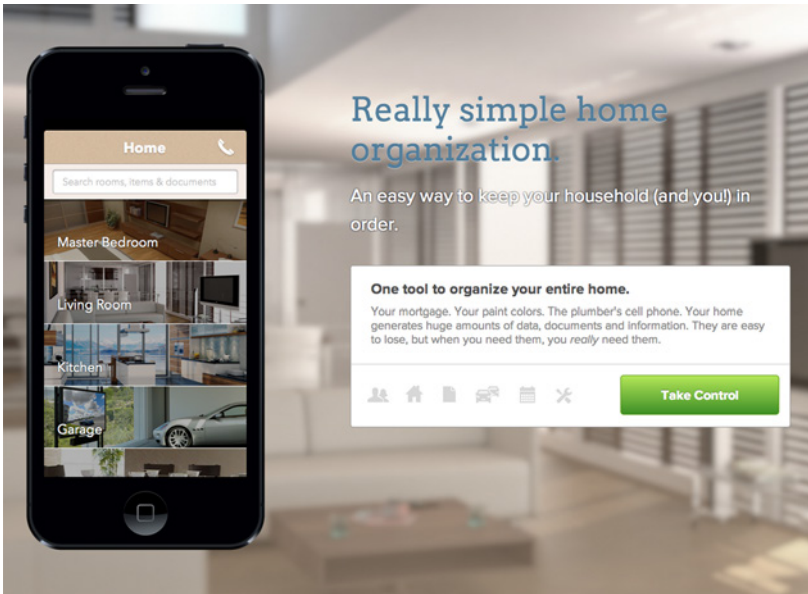 Home
Search rooms, items & documents
Master Bedroom
Living Room
Kitchen
Garage
Really simple home
organization.
An easy way to keep your household (and you!) in
order.
One tool to organize your entire home.
Your mortgage. Your paint colors. The plumber's cell phone. Your home
generates huge amounts of data, documents and information. They are easy
to lose, but when you need them, you really need them.
Take Control